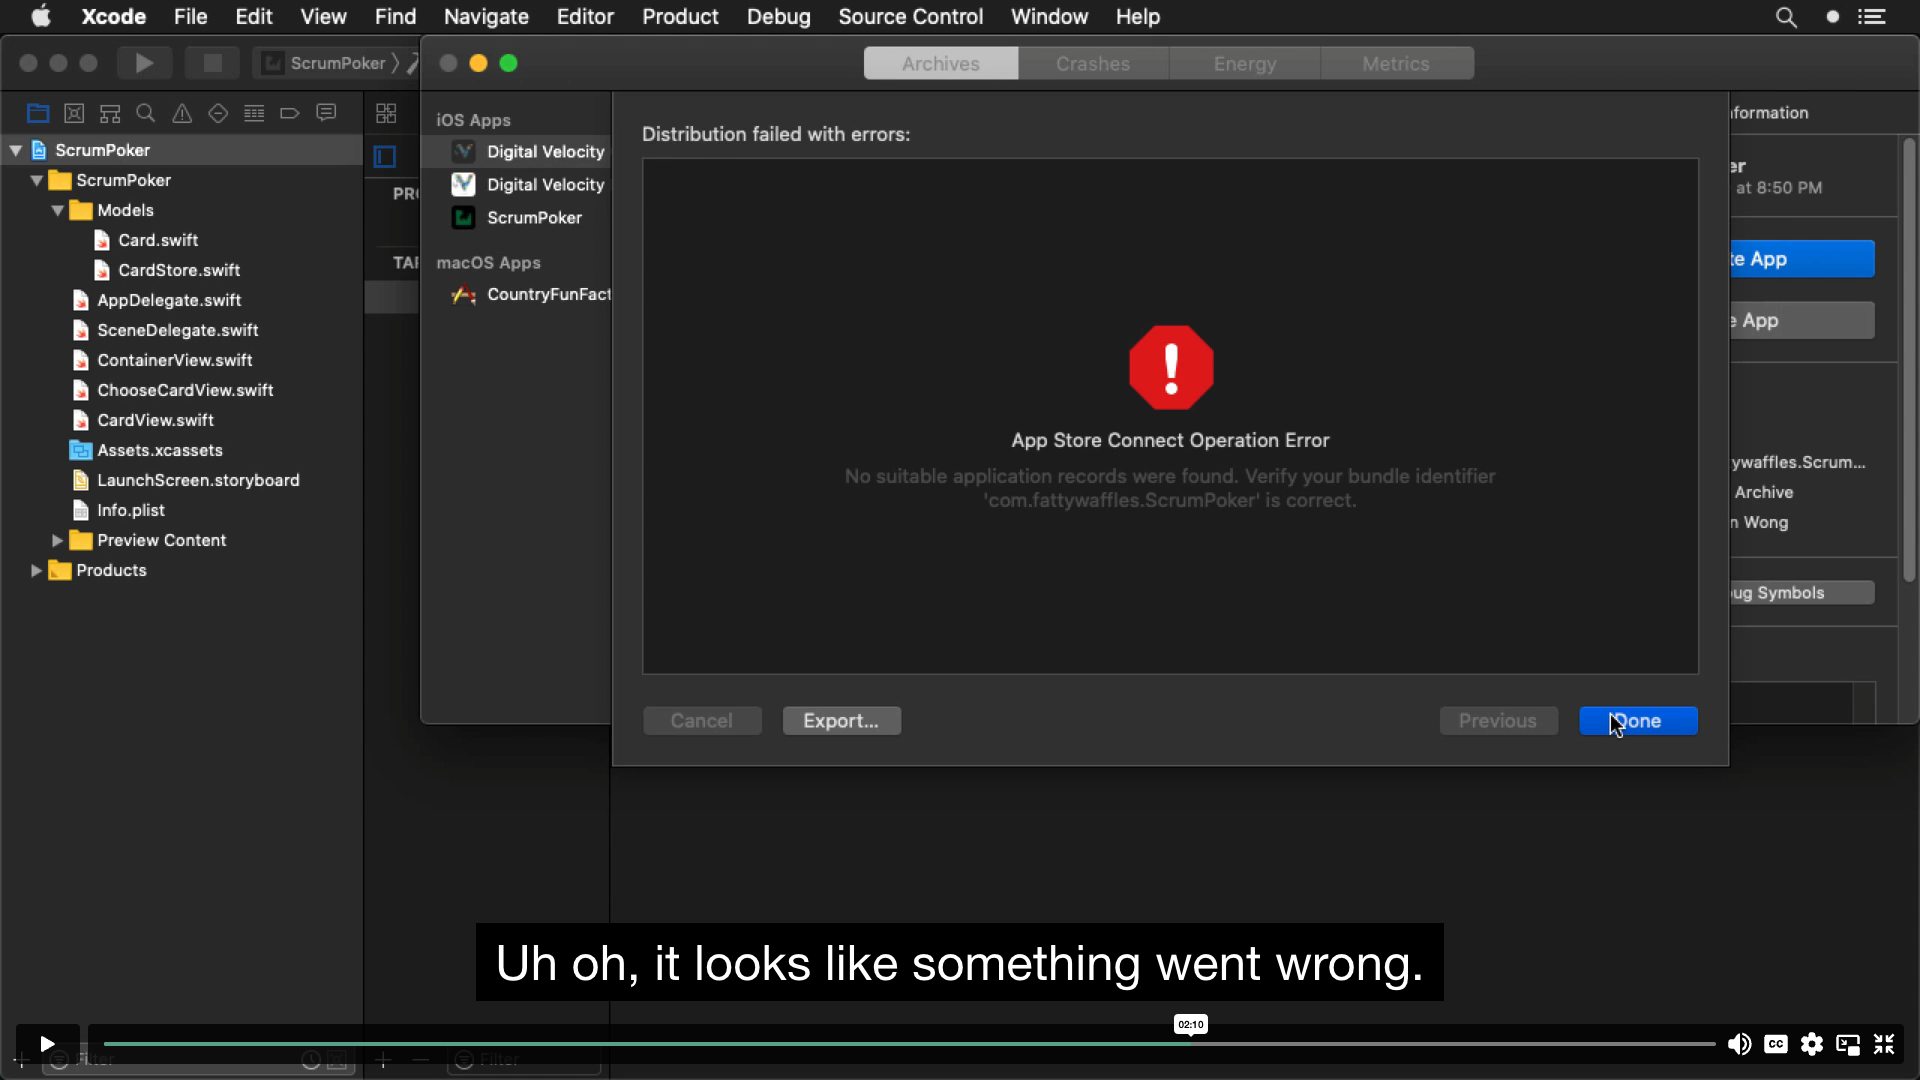 Xcode File Edit View Find Navigate Editor Product Debug Source Control Window Help
ScrumPoker
Archives Crashes Energy Metrics
ScrumPoker
ScrumPoker
Models
Card.swift
CardStore.swift
AppDelegate.swift
SceneDelegate.swift
ContainerView.swift
ChooseCardView.swift
CardView.swift
Assets.xcassets
LaunchScreen.storyboard
Info.plist
Preview Content
Products
Filter
PRO
TAR
Filter
iOS Apps
Digital Velocity
Digital Velocity
ScrumPoker
macOS Apps
CountryFunFact
Distribution failed with errors:
App Store Connect Operation Error
No suitable application records were found. Verify your bundle identifier
'com.fattywaffles.ScrumPoker' is correct.
Cancel Export... Previous Done
formation
er
at 8:50 PM
te App
e App
ywaffles.Scrum...
Archive
n Wong
ug Symbols
Uh oh, it looks like something went wrong.
02:10
CC